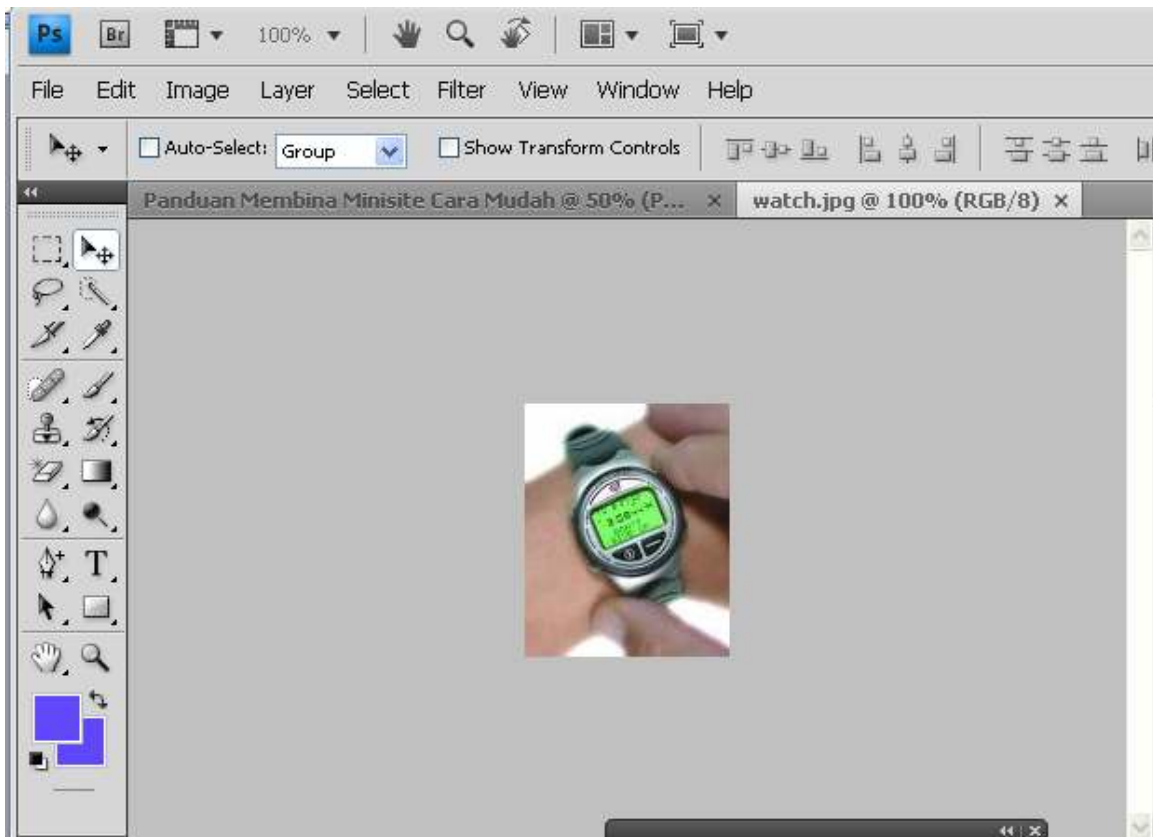 Ps Br 100%
File Edit Image Layer Select Filter View Window Help
Auto-Select: Group Show Transform Controls
Panduan Membina Minisite Cara Mudah @ 50% (P... × watch.jpg @ 100% (RGB/8) ×
T